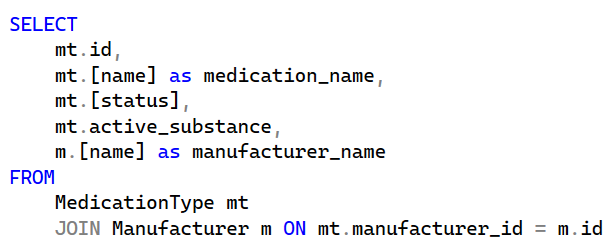 SELECT
    mt.id,
    mt.[name] as medication_name,
    mt.[status],
    mt.active_substance,
    m.[name] as manufacturer_name
FROM
    MedicationType mt
    JOIN Manufacturer m ON mt.manufacturer_id = m.id